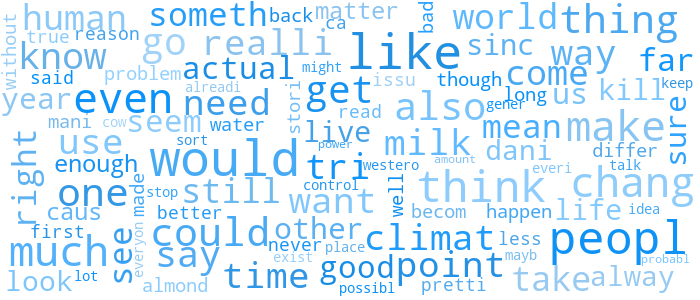 human someth back matter bad world thing
without true reason ca
know said go realli like sinc way far
actual might though come
problem issu
year even need get long us kill keep
alreadi stori also gener
mani cow seem water read sure
right use sort live milk mean make
enough would power tri dani differ
westero amount everi talk
one stop still control well think chang
caus made want becom happen life idea
first better other
much see could never place climat less peopl
everyon exist mayb
look lot say time good point take alway
almond possibl pretti probabl